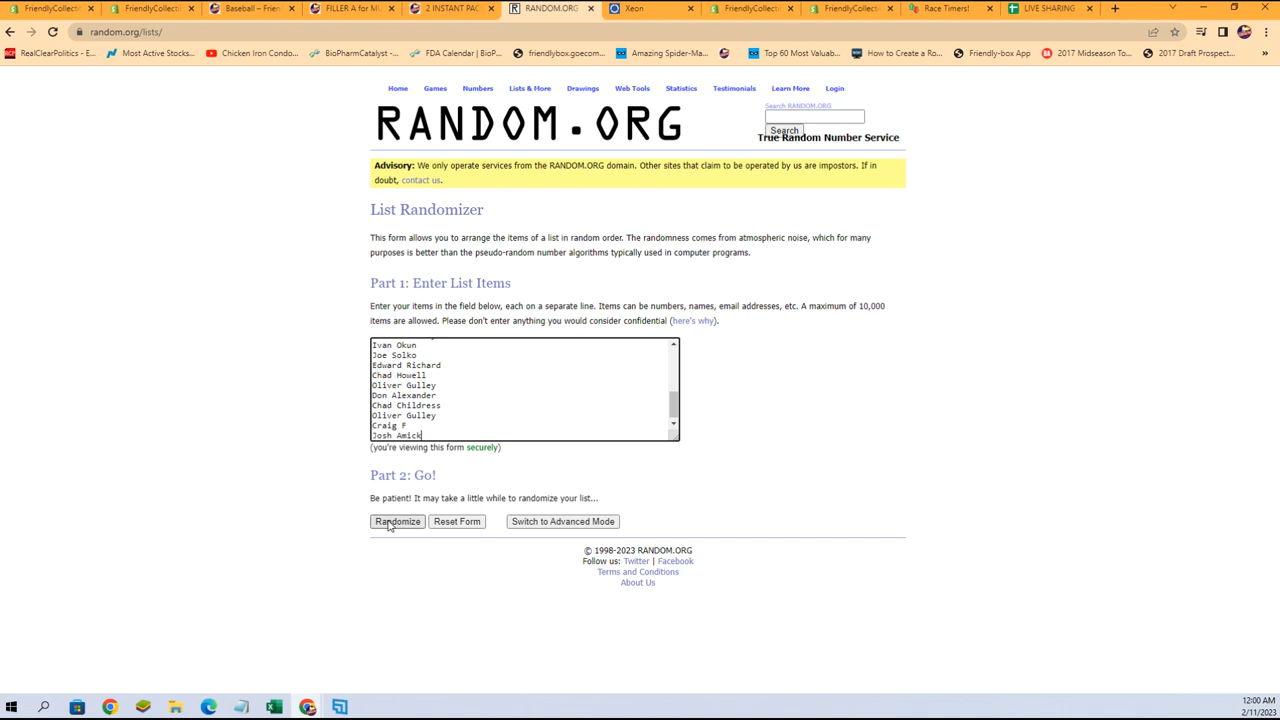 FriendlyCollecti
FriendlyCollecti
Baseball – Frien
FILLER A for MU
2 INSTANT PAC
RANDOM.ORG
Xeon
FriendlyCollecti
FriendlyCollecti
Race Timers!
LIVE SHARING
random.org/lists/
RealClearPolitics - E...
Most Active Stocks...
Chicken Iron Condo...
BioPharmCatalyst -...
FDA Calendar | BioP...
friendlybox.goecom...
Amazing Spider-Ma...
Top 60 Most Valuab...
How to Create a Ro...
Friendly-box App
2017 Midseason To...
2017 Draft Prospect...
Home Games Numbers Lists & More Drawings Web Tools Statistics Testimonials Learn More Login
Search RANDOM.ORG
RANDOM.ORG
Search
True Random Number Service
Advisory: We only operate services from the RANDOM.ORG domain. Other sites that claim to be operated by us are impostors. If in
doubt, contact us.
List Randomizer
This form allows you to arrange the items of a list in random order. The randomness comes from atmospheric noise, which for many
purposes is better than the pseudo-random number algorithms typically used in computer programs.
Part 1: Enter List Items
Enter your items in the field below, each on a separate line. Items can be numbers, names, email addresses, etc. A maximum of 10,000
items are allowed. Please don't enter anything you would consider confidential (here's why).
Ivan Okun
Joe Solko
Edward Richard
Chad Howell
Oliver Gulley
Don Alexander
Chad Childress
Oliver Gulley
Craig F
Josh Amick
(you're viewing this form securely)
Part 2: Go!
Be patient! It may take a little while to randomize your list...
Randomize Reset Form Switch to Advanced Mode
© 1998-2023 RANDOM.ORG
Follow us: Twitter | Facebook
Terms and Conditions
About Us
12:00 AM
2/11/2023